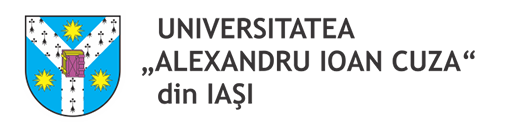 UNIVERSITATEA
„ALEXANDRU IOAN CUZA“
din IAŞI